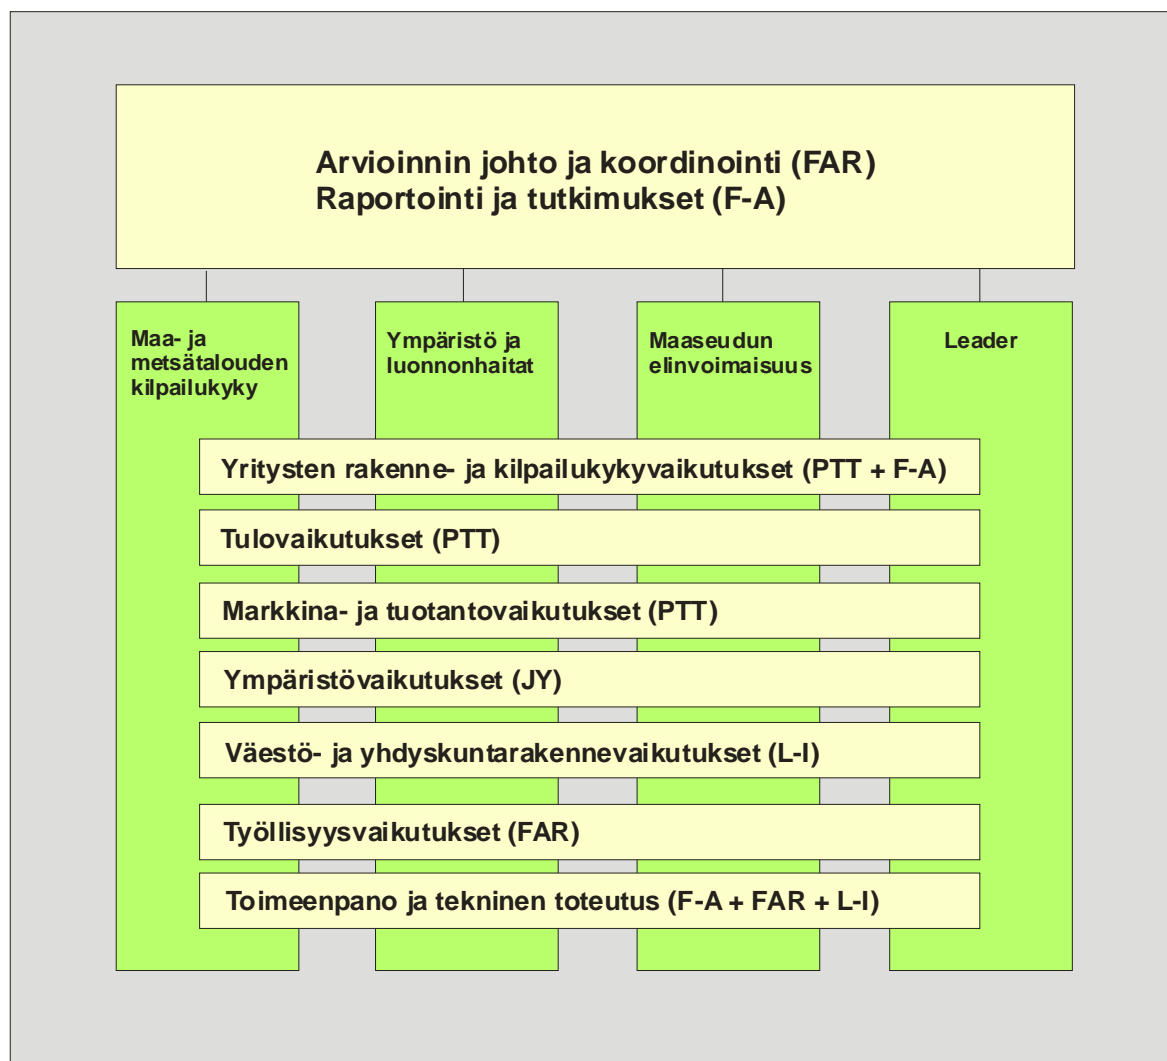 Arvioinnin johto ja koordinointi (FAR)
Raportointi ja tutkimukset (F-A)
Maa- ja
metsätalouden
kilpailukyky
Ympäristö ja
luonnonhaitat
Maaseudun
elinvoimaisuus
Leader
Yritysten rakenne- ja kilpailukykyvaikutukset (PTT + F-A)
Tulovaikutukset (PTT)
Markkina- ja tuotantovaikutukset (PTT)
Ympäristövaikutukset (JY)
Väestö- ja yhdyskuntarakennevaikutukset (L-I)
Työllisyysvaikutukset (FAR)
Toimeenpano ja tekninen toteutus (F-A + FAR + L-I)